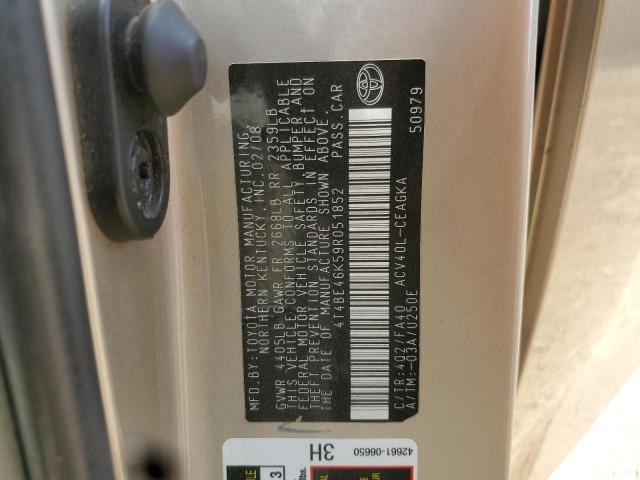 MFD.BY:TOYOTA MOTOR MANUFACTURING,
NORTHERN KENTUCKY,INC.02/08
GVWR 4405LB GAWR FR 2668LB RR 2359LB
THIS VEHICLE CONFORMS TO ALL APPLICABLE
FEDERAL MOTOR VEHICLE SAFETY, BUMPER, AND
THEFT PREVENTION STANDARDS IN EFFECT ON
THE DATE OF MANUFACTURE SHOWN ABOVE.
4T4BE46K59R051852 PASS.CAR
C/TR:4Q2/FA40 ACV40L-CEAGKA
A/TM:-03A/U250E 50979
42661-06650
3H
lbs.
3